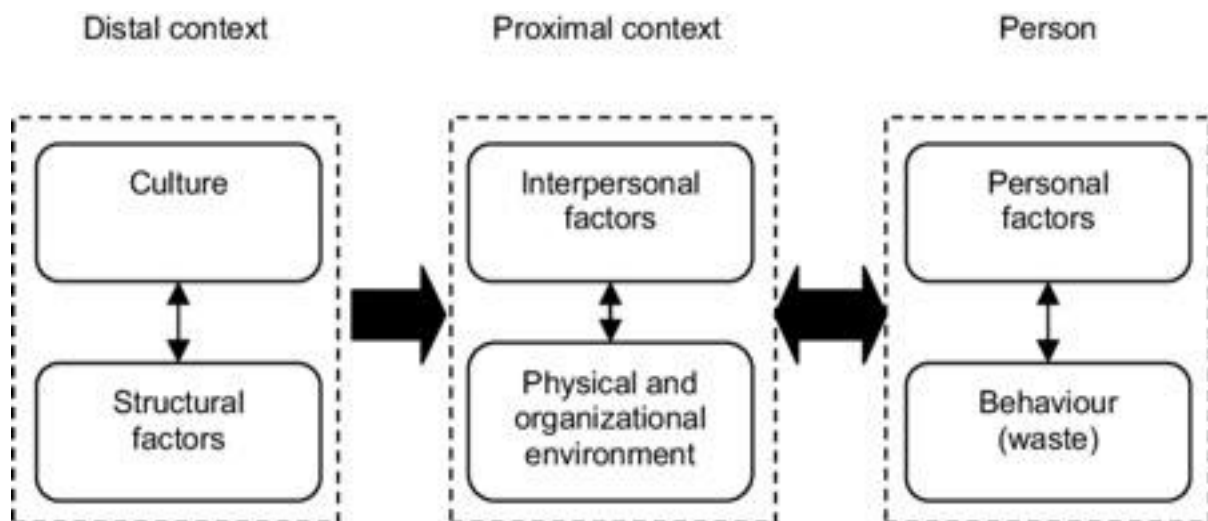 Distal context
Proximal context
Person
Culture
Structural
factors
Interpersonal
factors
Physical and
organizational
environment
Personal
factors
Behaviour
(waste)